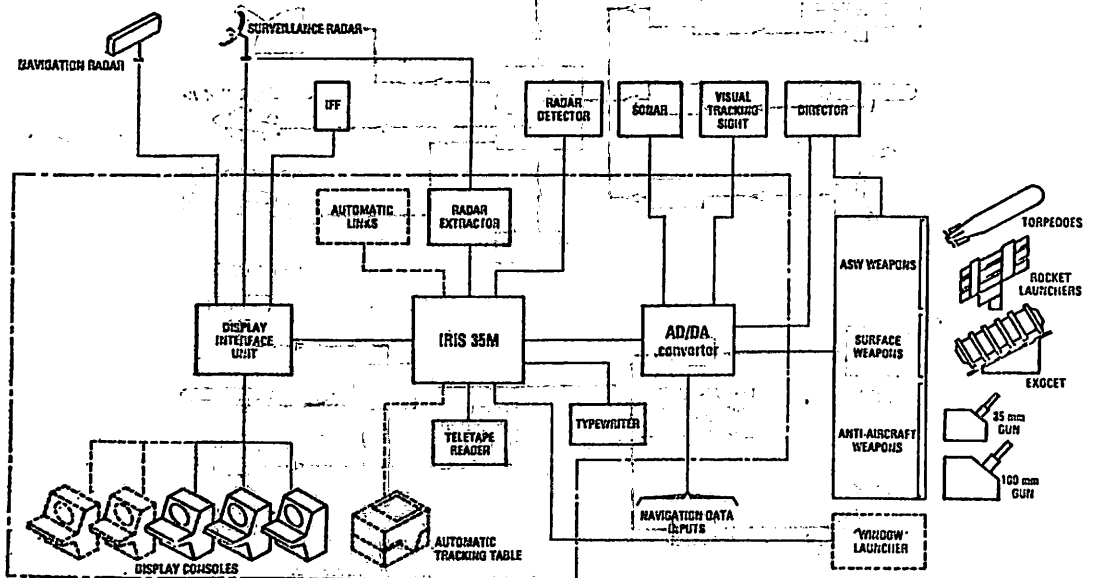 SURVEILLANCE RADAR
NAVIGATION RADAR
IFF
RADAR
DETECTOR
SONAR
VISUAL
TRACKING
SIGHT
DIRECTOR
AUTOMATIC
LINKS
RADAR
EXTRACTOR
TORPEDOES
ASW WEAPONS
ROCKET
LAUNCHERS
DISPLAY
INTERFACE
UNIT
IRIS 35M
AD/DA
convertor
SURFACE
WEAPONS
EXOCET
TYPEWRITER
TELETAPE
READER
35 mm
GUN
ANTI-AIRCRAFT
WEAPONS
100 mm
GUN
NAVIGATION DATA
INPUTS
AUTOMATIC
TRACKING TABLE
DISPLAY CONSOLES
"WINDOW"
LAUNCHER